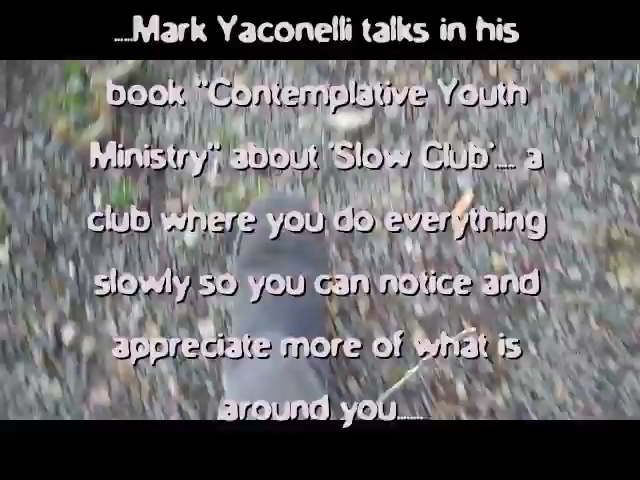 ......Mark Yaconelli talks in his
book "Contemplative Youth
Ministry", about 'Slow Club'..... a
club where you do everything
slowly so you can notice and
appreciate more of what is
around you........